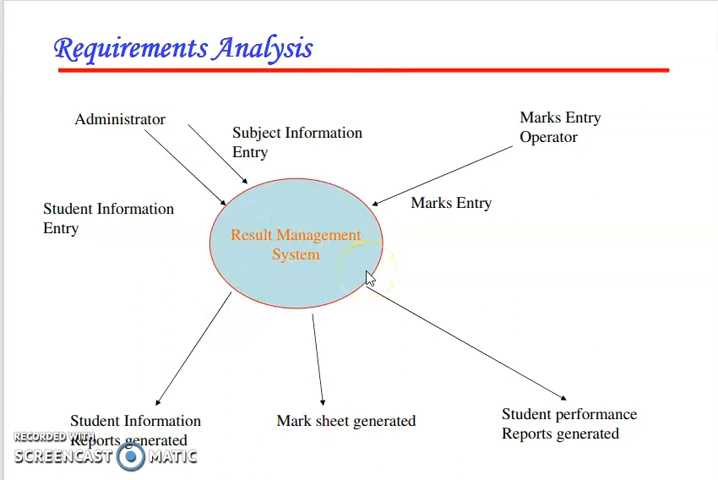 Requirements Analysis
Administrator
Subject Information
Entry
Marks Entry
Operator
Student Information
Entry
Marks Entry
Result Management
System
Student Information
Reports generated
Mark sheet generated
Student performance
Reports generated
RECORDED WITH
SCREENCAST MATIC